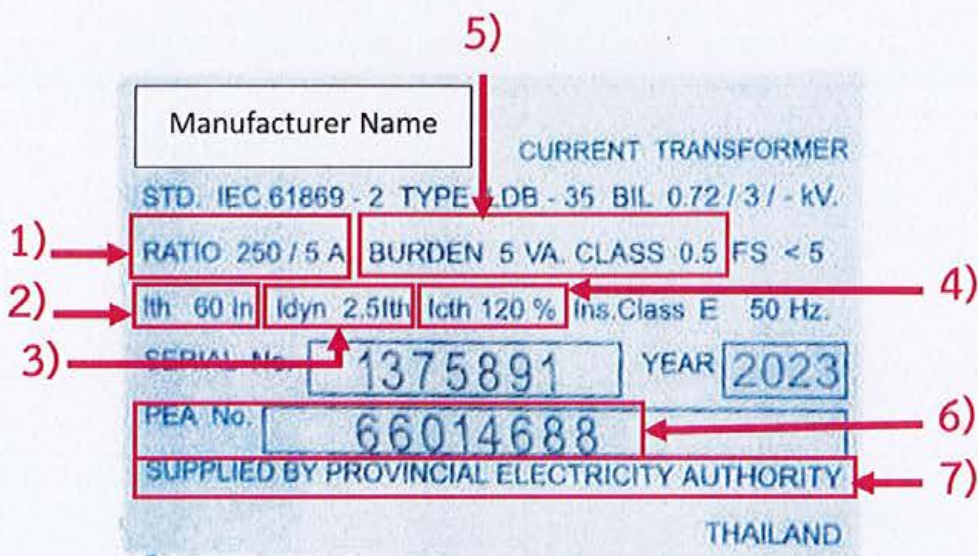 5)
Manufacturer Name
CURRENT TRANSFORMER
STD. IEC 61869 - 2 TYPE LDB - 35 BIL 0.72 / 3 / - kV.
1) RATIO 250 / 5 A BURDEN 5 VA. CLASS 0.5 FS < 5
4)
2) Ith 60 In Idyn 2.5Ith Icth 120 % Ins.Class E 50 Hz.
3) SERIAL No. 1375891 YEAR 2023
PEA No. 66014688 6)
SUPPLIED BY PROVINCIAL ELECTRICITY AUTHORITY 7)
THAILAND